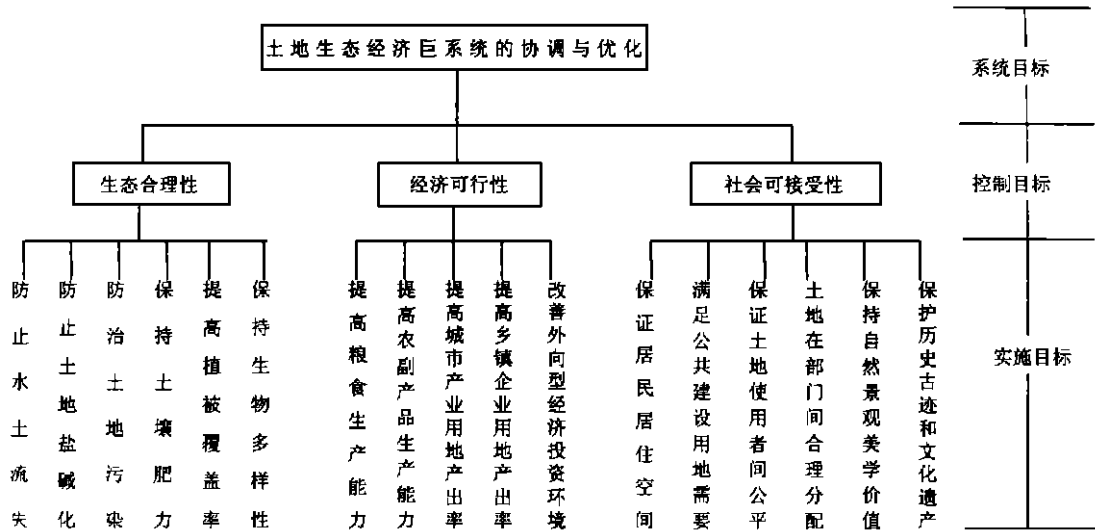 土地生态经济巨系统的协调与优化
系统目标
生态合理性
经济可行性
社会可接受性
控制目标
防止水土流失
防止土地盐碱化
防治土地污染
保持土壤肥力
提高植被覆盖率
保持生物多样性
提高粮食生产能力
提高农副产品生产能力
提高城市产业用地产出率
提高乡镇企业用地产出率
改善外向型经济投资环境
保证居民居住空间
满足公共建设用地需要
保证土地使用者间公平
土地在部门间合理分配
保持自然景观美学价值
保护历史古迹和文化遗产
实施目标